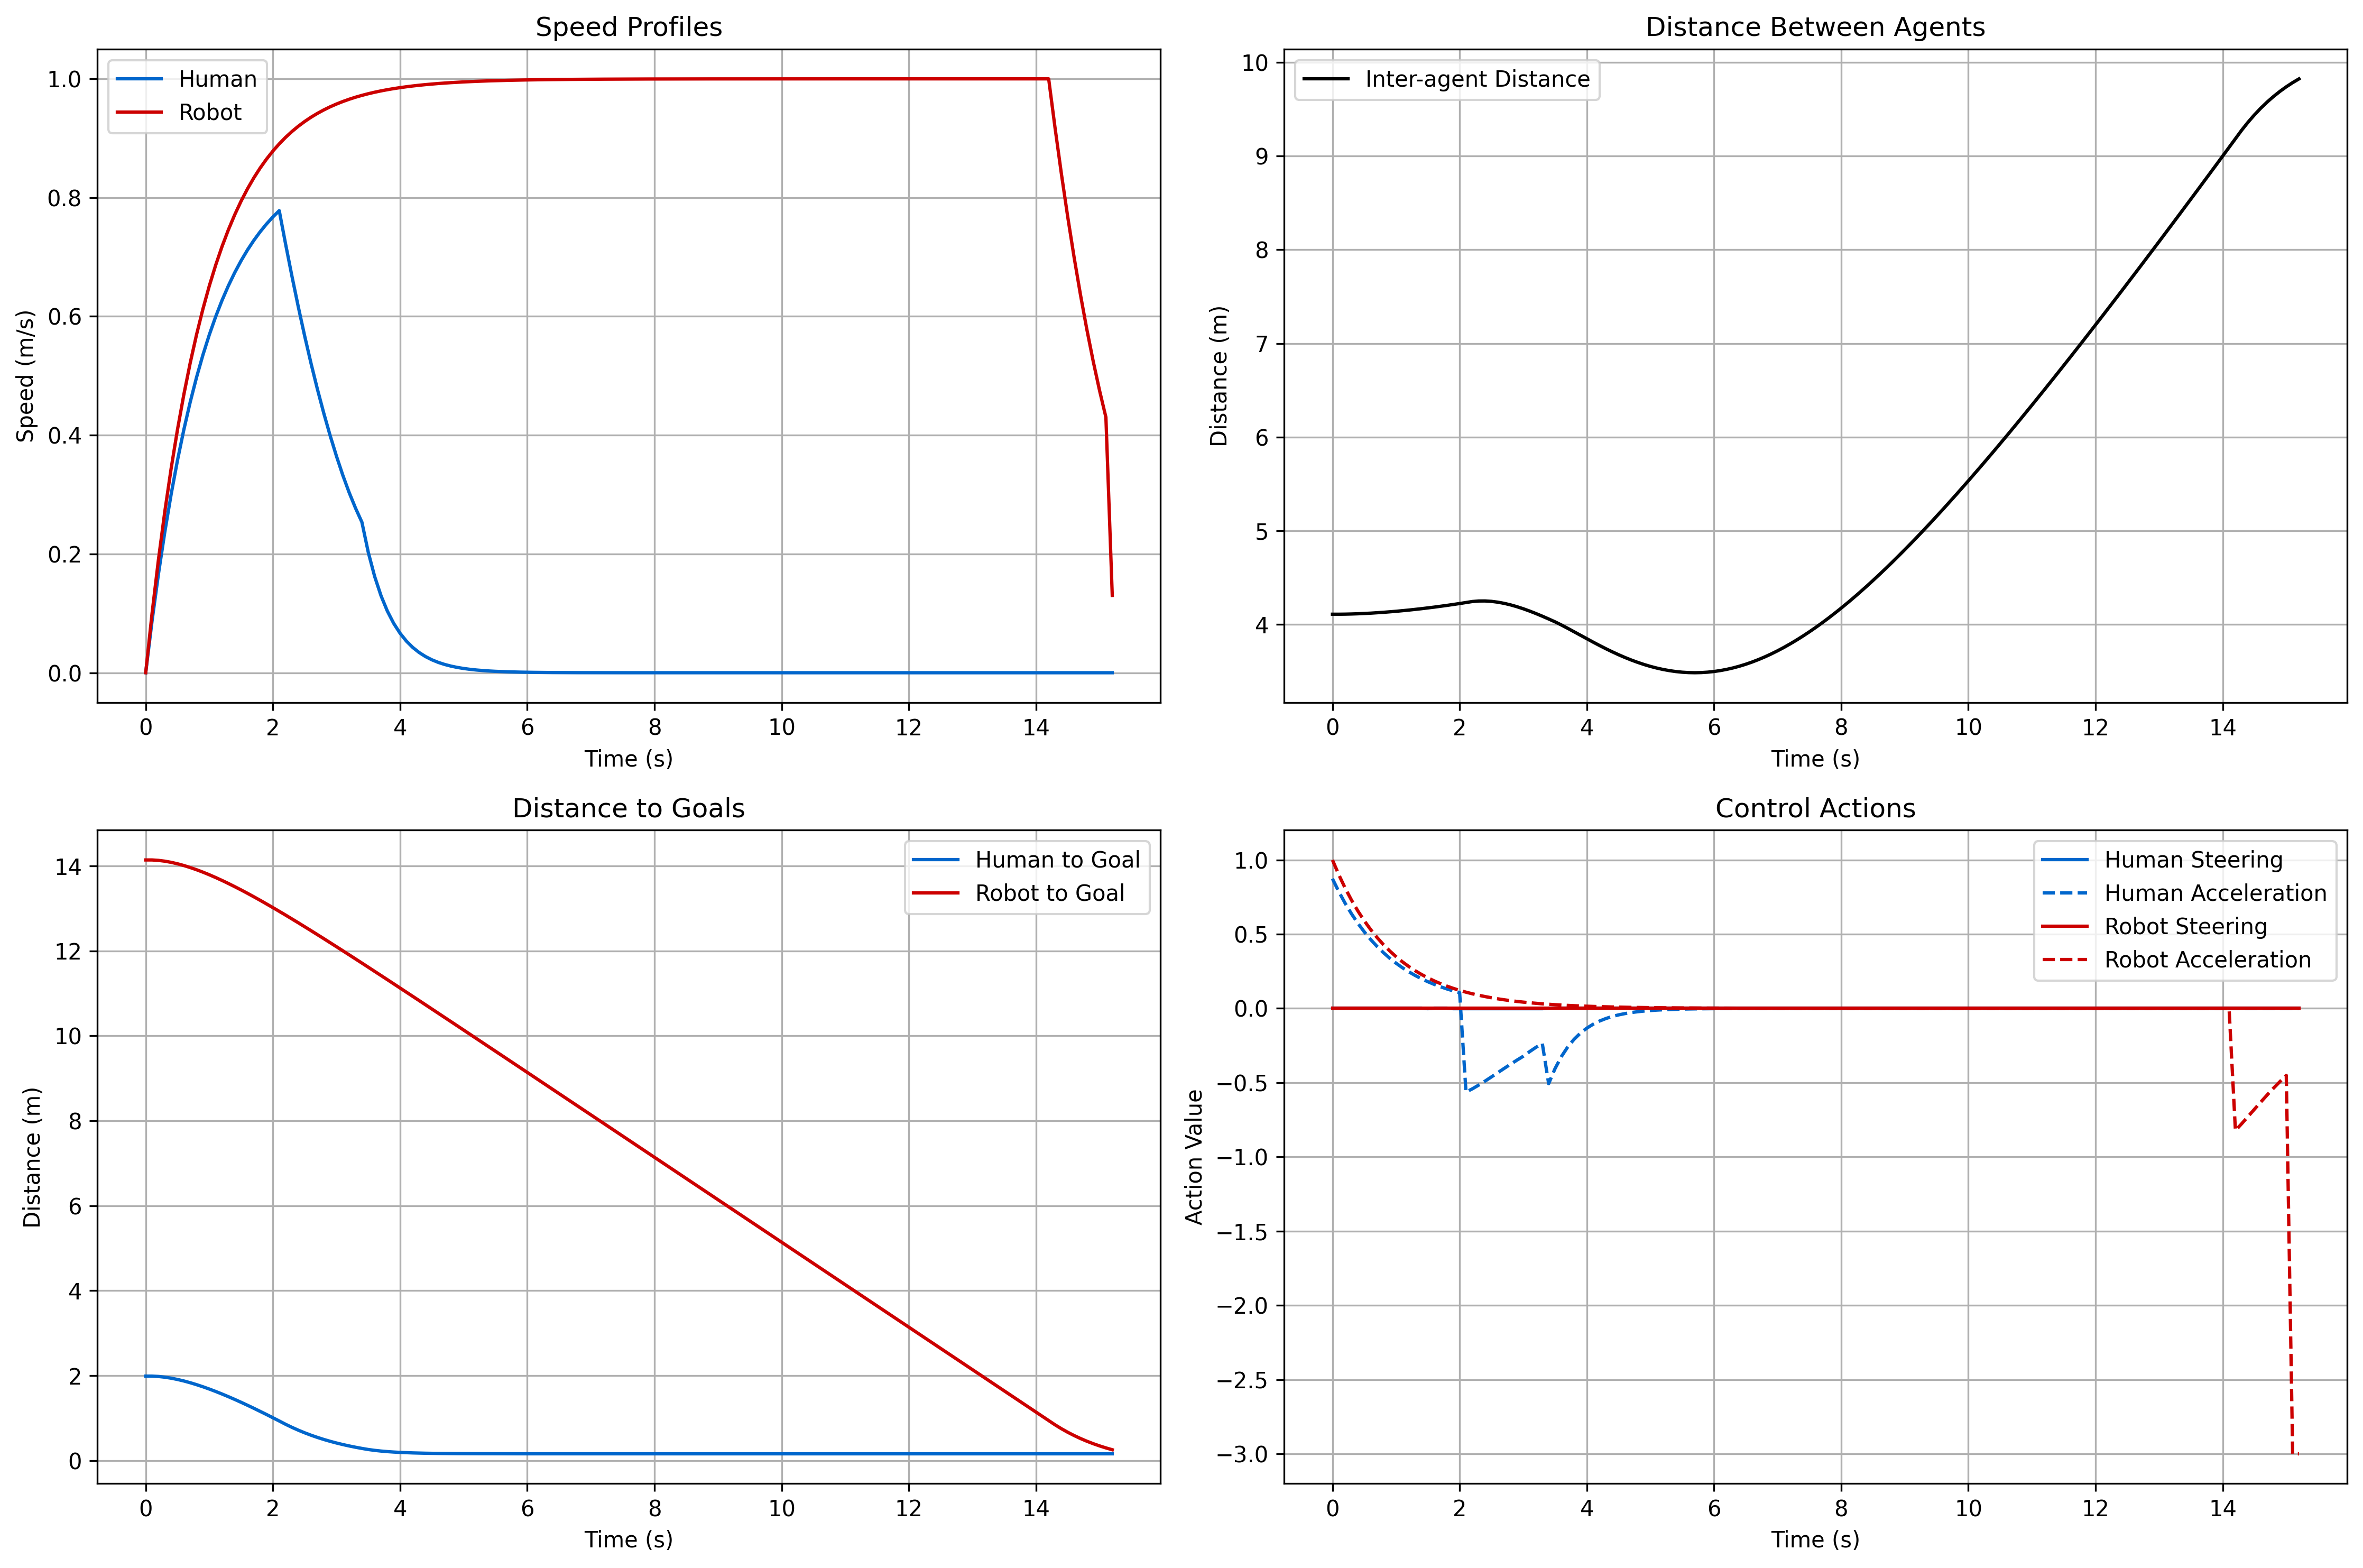 Speed Profiles
Human
Robot
1.0
0.8
0.6
0.4
0.2
0.0
Speed (m/s)
0 2 4 6 8 10 12 14
Time (s)
Distance Between Agents
Inter-agent Distance
10
9
8
7
6
5
4
Distance (m)
0 2 4 6 8 10 12 14
Time (s)
Distance to Goals
Human to Goal
Robot to Goal
14
12
10
8
6
4
2
0
Distance (m)
0 2 4 6 8 10 12 14
Time (s)
Control Actions
Human Steering
Human Acceleration
Robot Steering
Robot Acceleration
1.0
0.5
0.0
−0.5
−1.0
−1.5
−2.0
−2.5
−3.0
Action Value
0 2 4 6 8 10 12 14
Time (s)